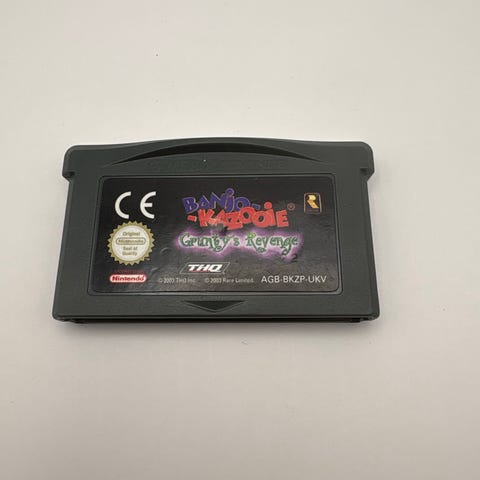 CE
BANJO-
-KAZOOIE
Grunty's Revenge
Original
Nintendo
Seal of
Quality
Nintendo
THQ
© 2003 THQ Inc. © 2003 Rare Limited.
AGB-BKZP-UKV